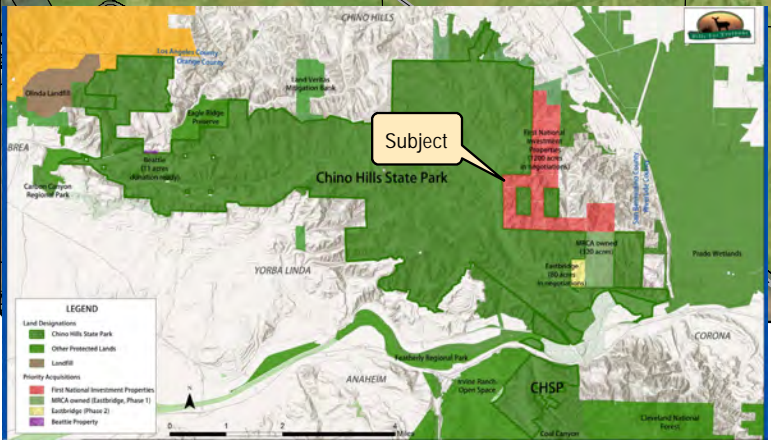 CHINO HILLS
Los Angeles County
Orange County
Olinda Landfill
Land Veritas
Mitigation Bank
Eagle Ridge
Preserve
BREA
Beattie
(11 acres
donation ready)
Carbon Canyon
Regional Park
Subject
Chino Hills State Park
First National
Investment
Properties
(1200 acres
in negotiations)
San Bernardino County
Riverside County
MRCA owned
(320 acres)
Prado Wetlands
Eastbridge
(80 acres
in negotiations)
YORBA LINDA
CORONA
Featherly Regional Park
ANAHEIM
Irvine Ranch
Open Space
CHSP
Cleveland National
Forest
Coal Canyon
LEGEND
Land Designations
Chino Hills State Park
Other Protected Lands
Landfill
Priority Acquisitions
First National Investment Properties
MRCA owned (Eastbridge, Phase 1)
Eastbridge (Phase 2)
Beattie Property
N
0 1 2 4
Miles
Hills For Everyone